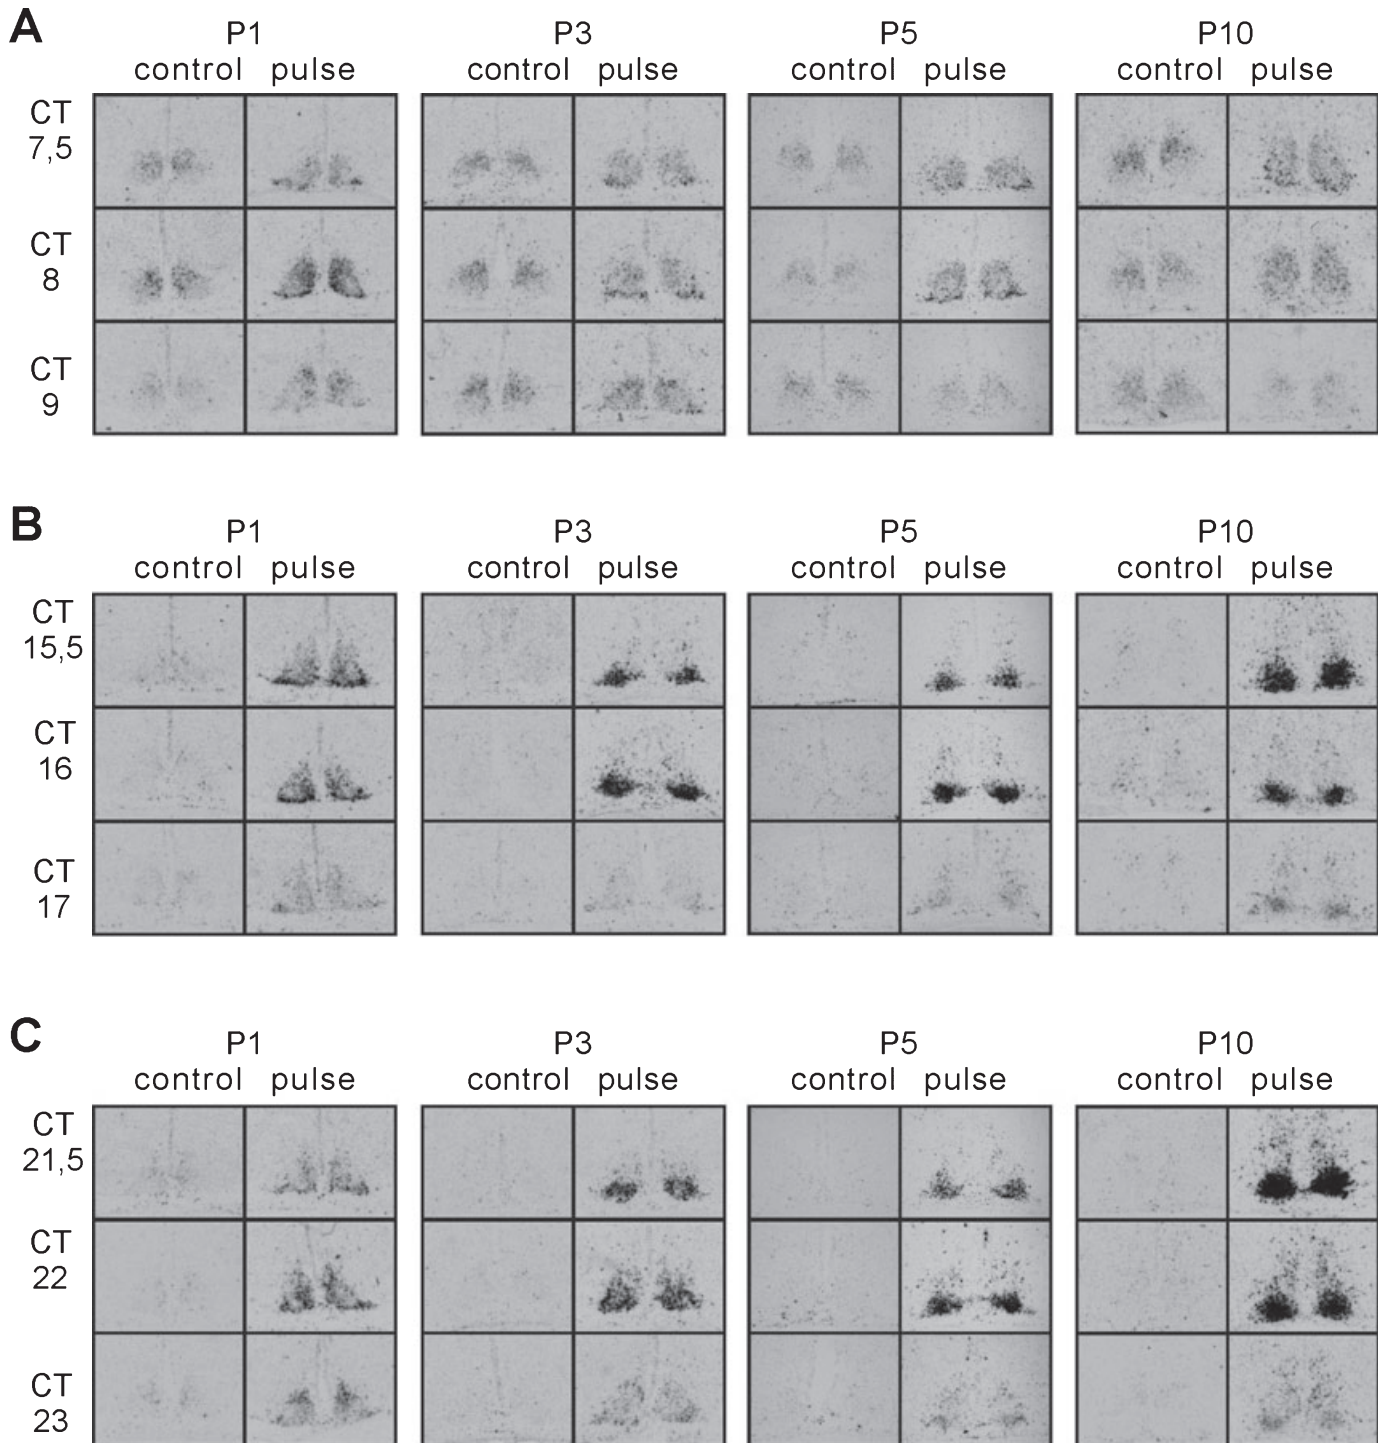 A
P1 P3 P5 P10
control pulse control pulse control pulse control pulse
CT
7,5
CT
8
CT
9
B
P1 P3 P5 P10
control pulse control pulse control pulse control pulse
CT
15,5
CT
16
CT
17
C
P1 P3 P5 P10
control pulse control pulse control pulse control pulse
CT
21,5
CT
22
CT
23